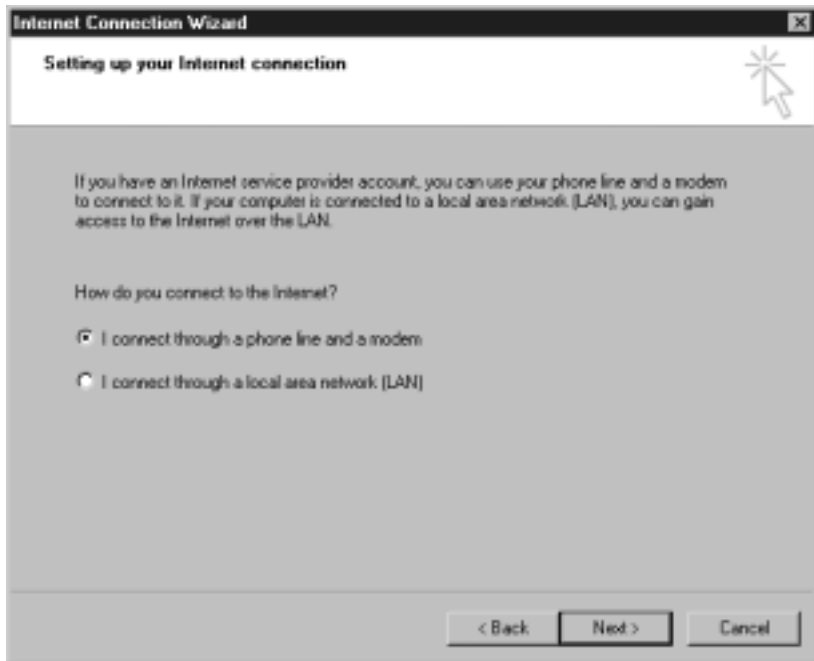 Internet Connection Wizard
Setting up your Internet connection
If you have an Internet service provider account, you can use your phone line and a modem
to connect to it. If your computer is connected to a local area network (LAN), you can gain
access to the Internet over the LAN.
How do you connect to the Internet?
I connect through a phone line and a modem
I connect through a local area network (LAN)
< Back Next > Cancel